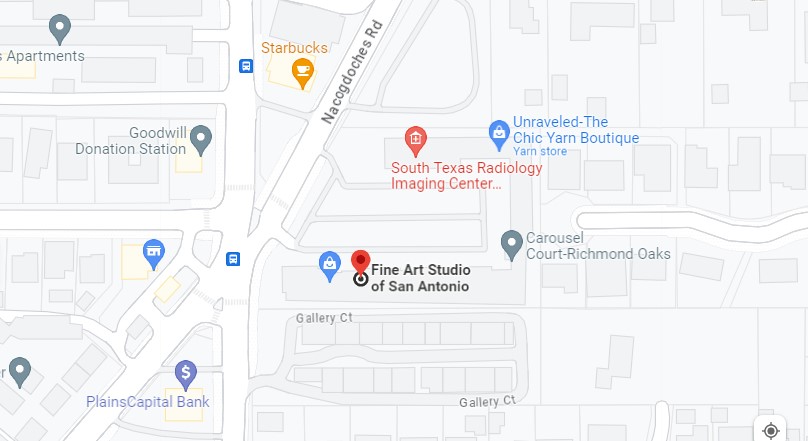 s Apartments
Starbucks
Nacogdoches Rd
Goodwill
Donation Station
Unraveled-The
Chic Yarn Boutique
Yarn store
South Texas Radiology
Imaging Center...
Carousel
Court-Richmond Oaks
Fine Art Studio
of San Antonio
Gallery Ct
r
$
PlainsCapital Bank
Gallery Ct